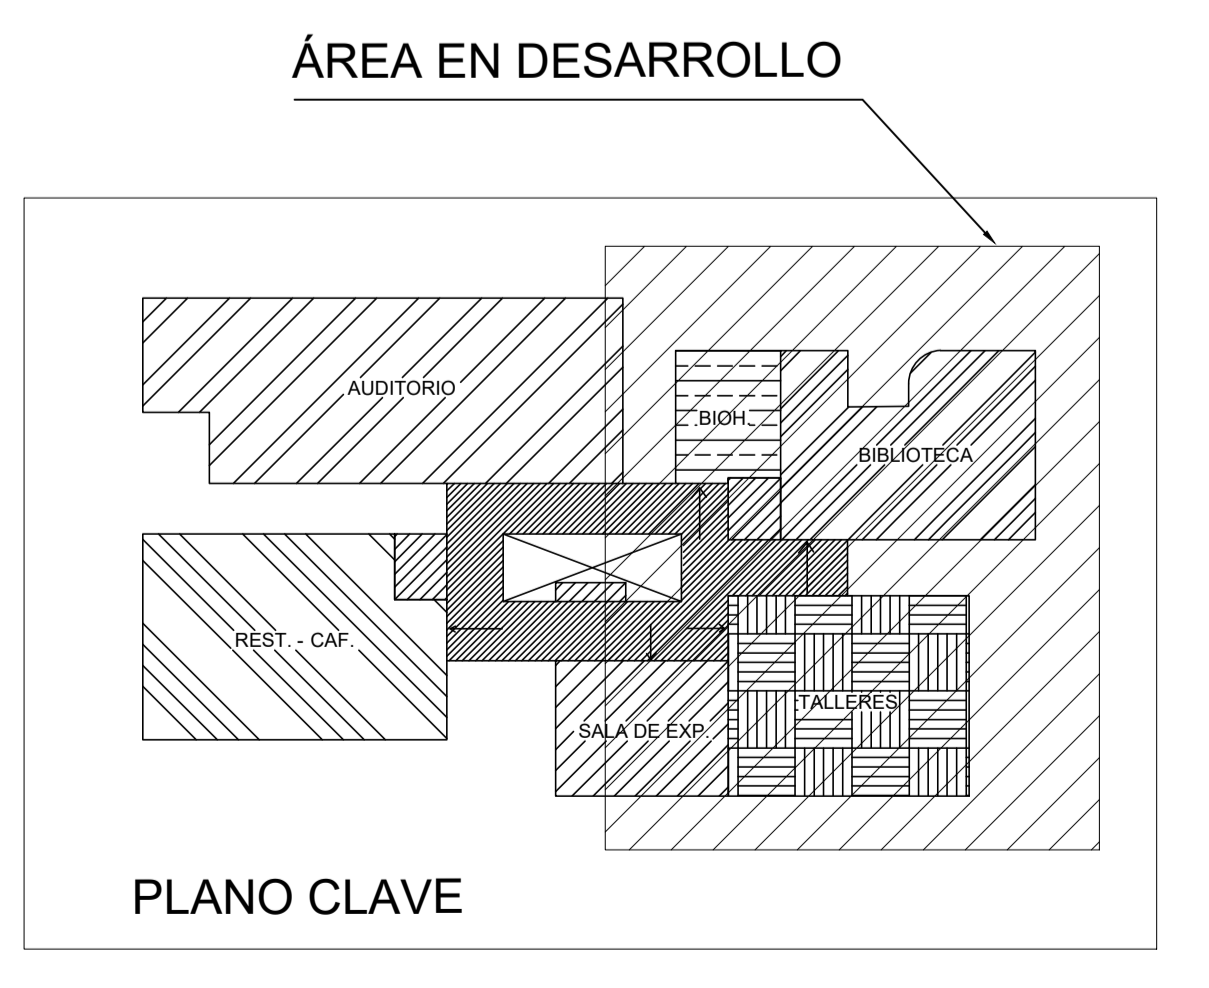 ÁREA EN DESARROLLO
AUDITORIO
BIOH.
BIBLIOTECA
REST. - CAF.
TALLERES
SALA DE EXP.
PLANO CLAVE